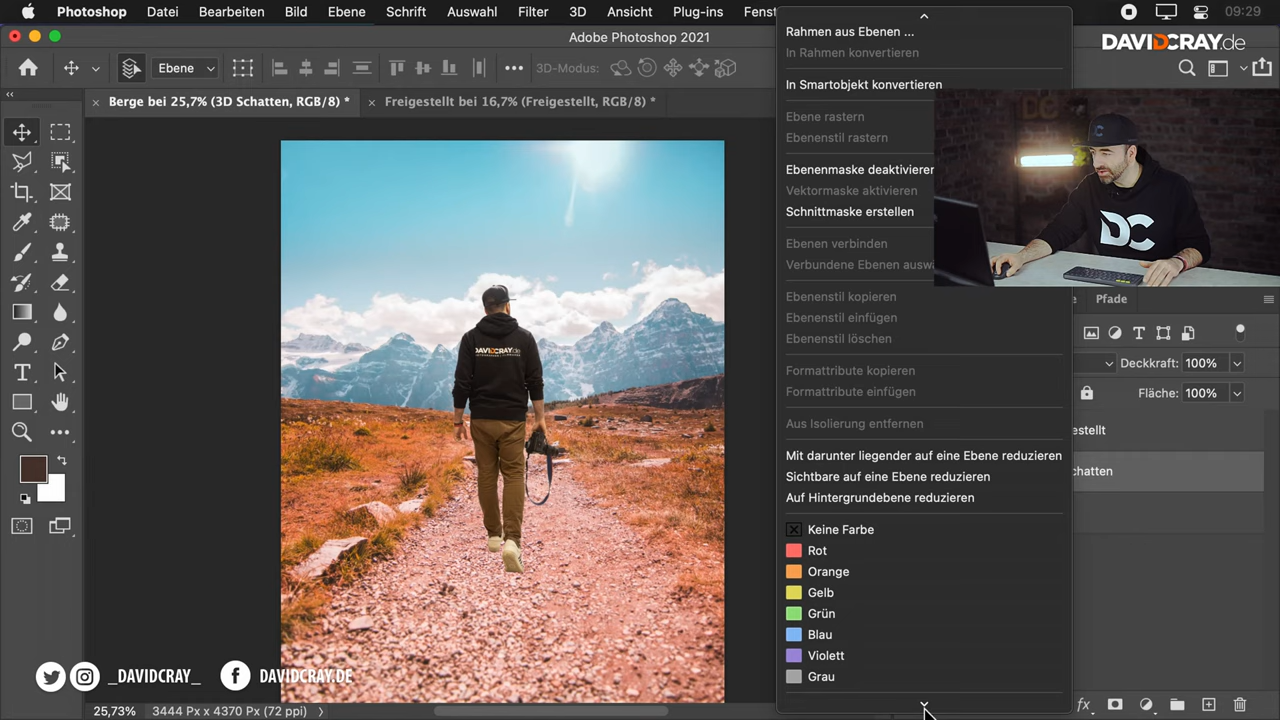 Photoshop Datei Bearbeiten Bild Ebene Schrift Auswahl Filter 3D Ansicht Plug-ins Fenst 09:29
Adobe Photoshop 2021
DAVIDCRAY.de
Ebene
3D-Modus:
Berge bei 25,7% (3D Schatten, RGB/8) *
Freigestellt bei 16,7% (Freigestellt, RGB/8) *
Rahmen aus Ebenen ...
In Rahmen konvertieren
In Smartobjekt konvertieren
Ebene rastern
Ebenenstil rastern
Ebenenmaske deaktivieren
Vektormaske aktivieren
Schnittmaske erstellen
Ebenen verbinden
Verbundene Ebenen ausw
Ebenenstil kopieren
Ebenenstil einfügen
Ebenenstil löschen
Formattribute kopieren
Formattribute einfügen
Aus Isolierung entfernen
Mit darunter liegender auf eine Ebene reduzieren
Sichtbare auf eine Ebene reduzieren
Auf Hintergrundebene reduzieren
Keine Farbe
Rot
Orange
Gelb
Grün
Blau
Violett
Grau
DC
Pfade
Deckkraft: 100%
Fläche: 100%
estellt
chatten
DAVIDCRAY.de
_DAVIDCRAY_
DAVIDCRAY.DE
25,73% 3444 Px x 4370 Px (72 ppi)
fx